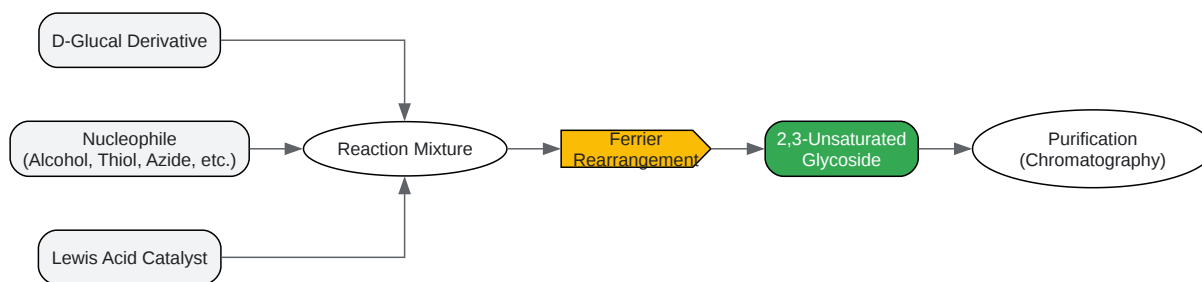 D-Glucal Derivative
Nucleophile
(Alcohol, Thiol, Azide, etc.)
Lewis Acid Catalyst
Reaction Mixture
Ferrier
Rearrangement
2,3-Unsaturated
Glycoside
Purification
(Chromatography)